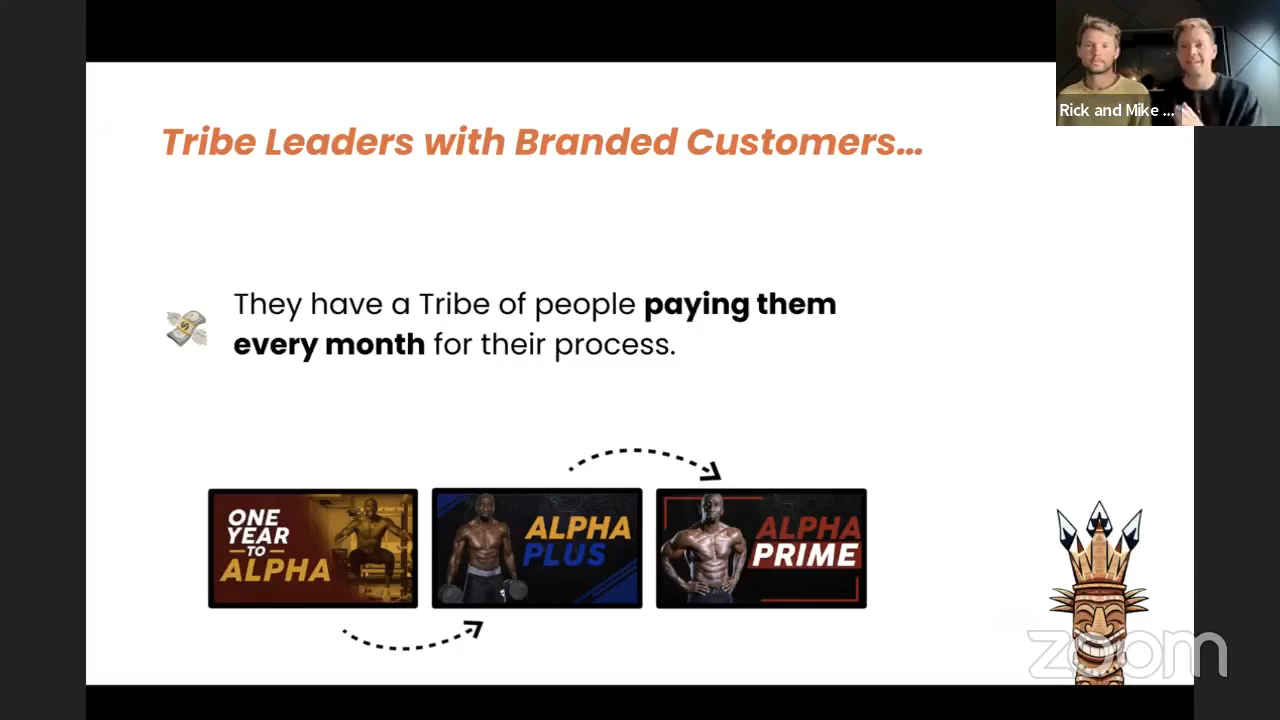 Rick and Mike ...
Tribe Leaders with Branded Customers...
They have a Tribe of people paying them
every month for their process.
ONE
YEAR
TO
ALPHA
ALPHA
PLUS
ALPHA
PRIME
zoom